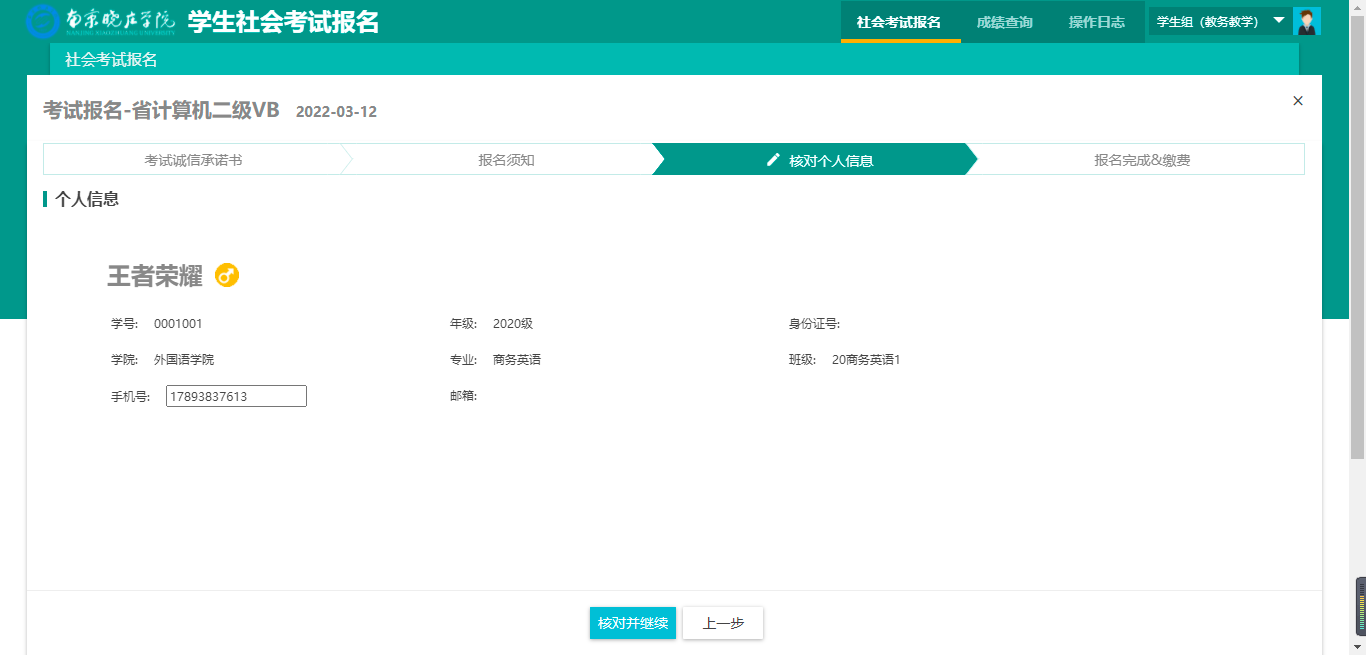 南京晓庄学院 学生社会考试报名 社会考试报名 成绩查询 操作日志 学生组（教务教学）
NANJING XIAOZHUANG UNIVERSITY
社会考试报名
考试报名-省计算机二级VB 2022-03-12 ×
考试诚信承诺书 报名须知 核对个人信息 报名完成&缴费
个人信息
王者荣耀
学号: 0001001 年级: 2020级 身份证号:
学院: 外国语学院 专业: 商务英语 班级: 20商务英语1
手机号: 17893837613 邮箱:
核对并继续 上一步